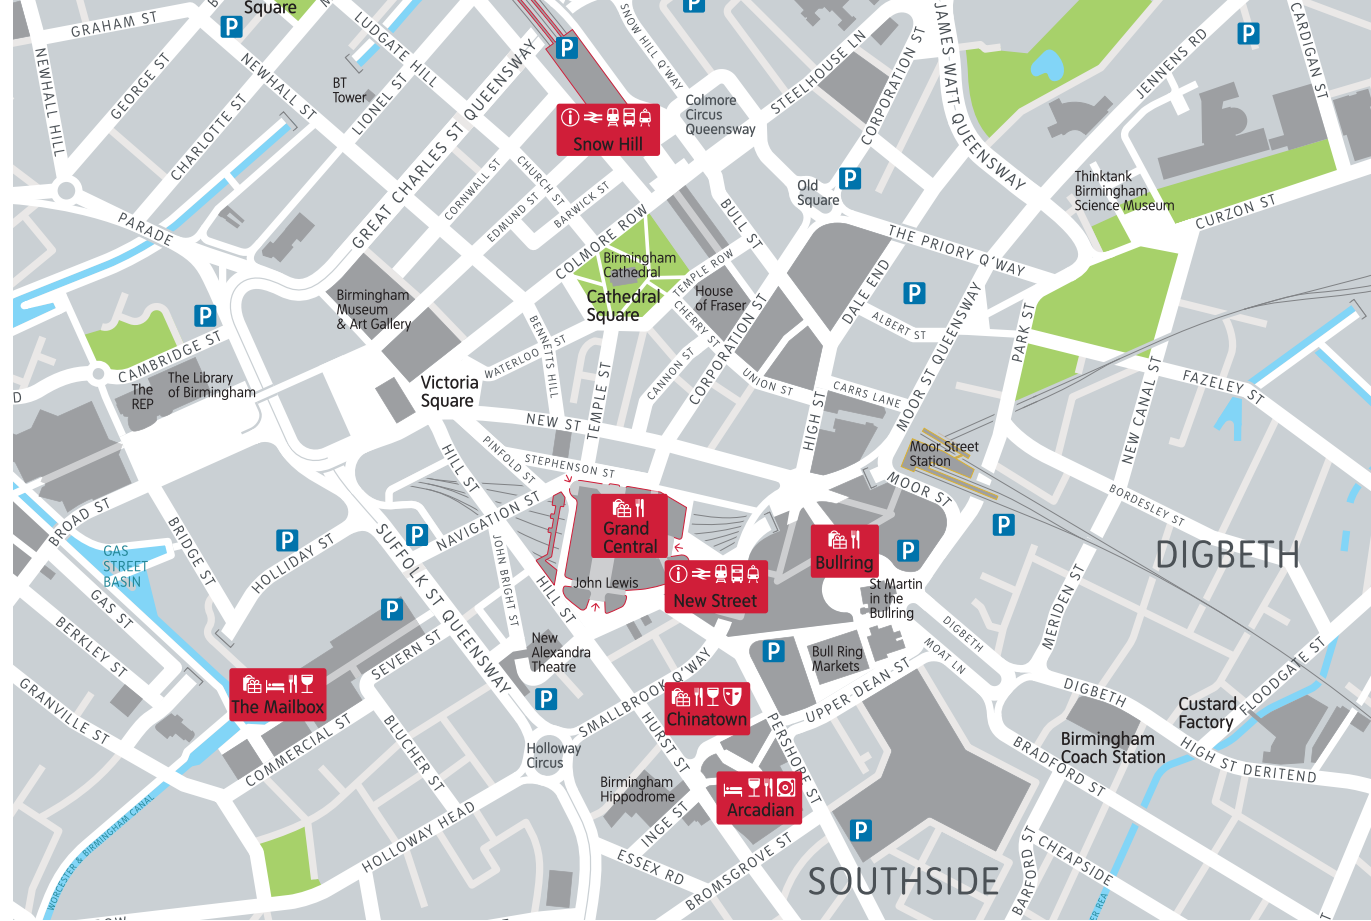 Square
GRAHAM ST
P
P
P
P
NEWHALL HILL
GEORGE ST
NEWHALL ST
LUDGATE HILL
BT
Tower
LIONEL ST
CHARLOTTE ST
GREAT CHARLES ST QUEENSWAY
SNOW HILL Q'WAY
Snow Hill
Colmore
Circus
Queensway
STEELHOUSE LN
CORPORATION ST
JAMES WATT QUEENSWAY
JENNENS RD
CARDIGAN ST
Thinktank
Birmingham
Science Museum
CURZON ST
Old
Square
P
PARADE
CORNWALL ST
CHURCH ST
EDMUND ST
BARWICK ST
COLMORE ROW
BULL ST
THE PRIORY Q'WAY
Birmingham
Cathedral
Cathedral
Square
TEMPLE ROW
House
of Fraser
CHERRY ST
DALE END
P
ALBERT ST
MOOR ST QUEENSWAY
PARK ST
Birmingham
Museum
& Art Gallery
P
CAMBRIDGE ST
The
REP
The Library
of Birmingham
D
Victoria
Square
WATERLOO ST
BENNETTS HILL
TEMPLE ST
CANNON ST
CORPORATION ST
UNION ST
CARRS LANE
HIGH ST
NEW CANAL ST
FAZELEY ST
NEW ST
HILL ST
PINFOLD ST
STEPHENSON ST
Moor Street
Station
MOOR ST
BORDESLEY ST
BROAD ST
BRIDGE ST
P
HOLLIDAY ST
P
NAVIGATION ST
Grand
Central
Bullring
P
P
DIGBETH
GAS
STREET
BASIN
GAS ST
SUFFOLK ST QUEENSWAY
JOHN BRIGHT ST
HILL ST
John Lewis
New Street
St Martin
in the
Bullring
MERIDEN ST
BERKLEY ST
P
SEVERN ST
New
Alexandra
Theatre
P
Bull Ring
Markets
DIGBETH
MOAT LN
FLOODGATE ST
GRANVILLE ST
The Mailbox
P
SMALLBROOK Q'WAY
Chinatown
UPPER DEAN ST
DIGBETH
Custard
Factory
COMMERCIAL ST
BLUCHER ST
Holloway
Circus
HURST ST
PERSHORE ST
Birmingham
Coach Station
HIGH ST DERITEND
BRADFORD ST
Birmingham
Hippodrome
Arcadian
WORCESTER & BIRMINGHAM CANAL
HOLLOWAY HEAD
INGE ST
P
ESSEX RD
BROMSGROVE ST
SOUTHSIDE
BARFORD ST
CHEAPSIDE
ER REA